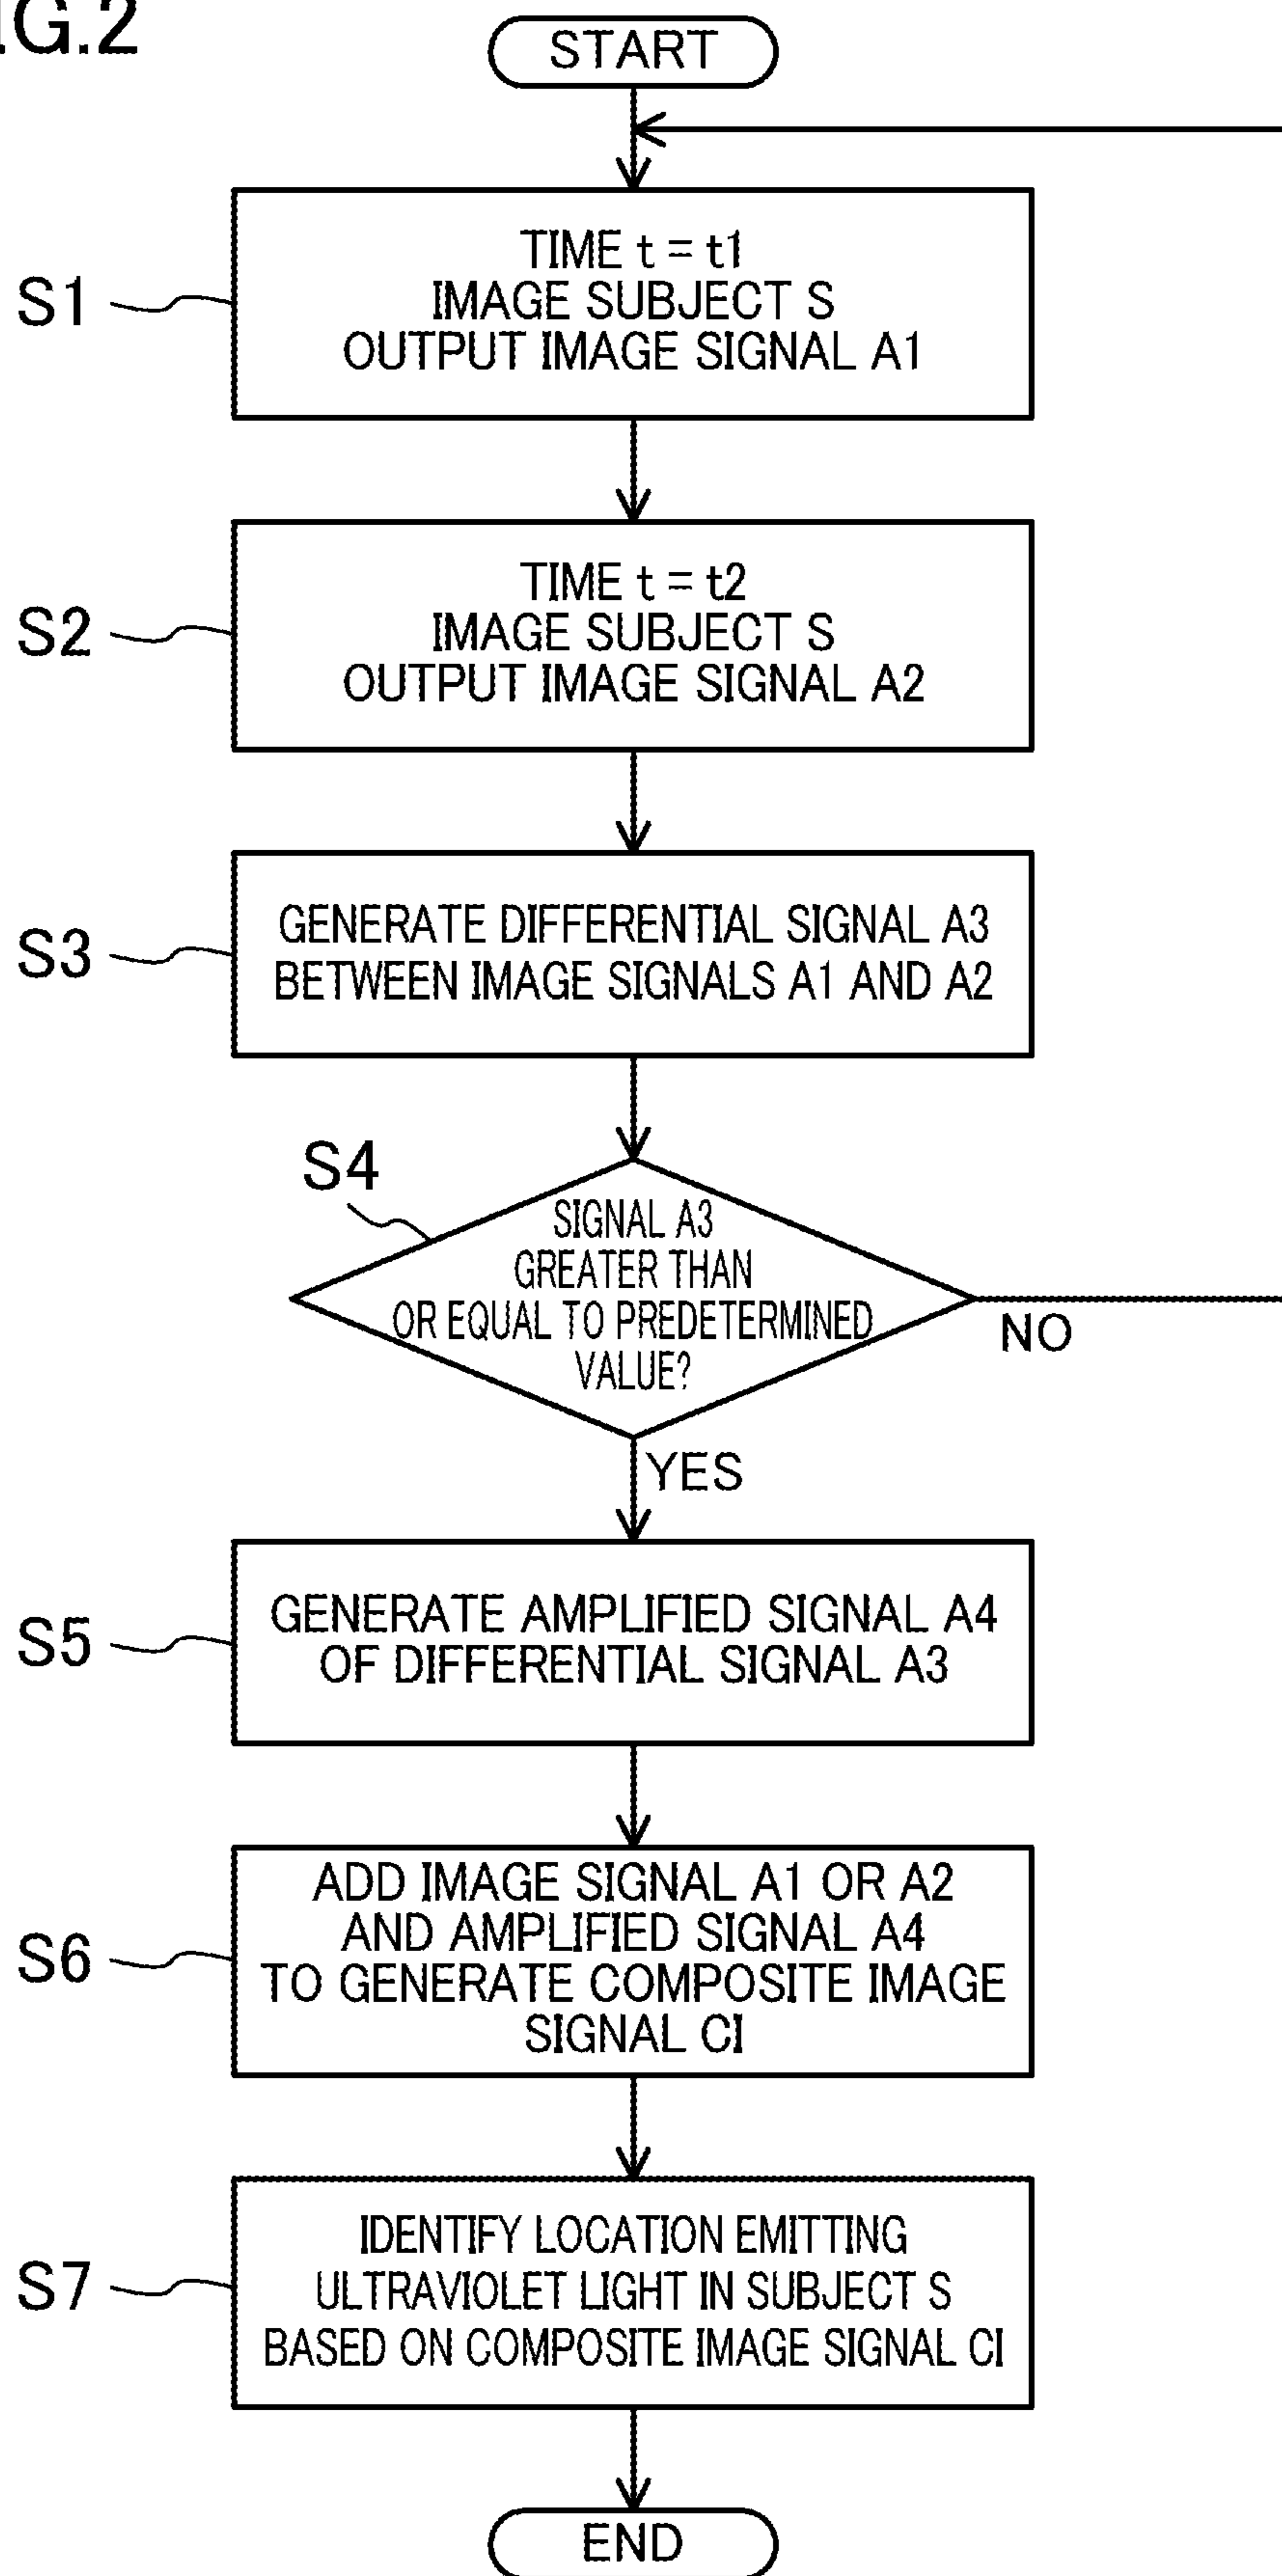 IG.2
START
S1
TIME t = t1
IMAGE SUBJECT S
OUTPUT IMAGE SIGNAL A1
S2
TIME t = t2
IMAGE SUBJECT S
OUTPUT IMAGE SIGNAL A2
S3
GENERATE DIFFERENTIAL SIGNAL A3
BETWEEN IMAGE SIGNALS A1 AND A2
S4
SIGNAL A3
GREATER THAN
OR EQUAL TO PREDETERMINED
VALUE?
NO
YES
S5
GENERATE AMPLIFIED SIGNAL A4
OF DIFFERENTIAL SIGNAL A3
S6
ADD IMAGE SIGNAL A1 OR A2
AND AMPLIFIED SIGNAL A4
TO GENERATE COMPOSITE IMAGE
SIGNAL CI
S7
IDENTIFY LOCATION EMITTING
ULTRAVIOLET LIGHT IN SUBJECT S
BASED ON COMPOSITE IMAGE SIGNAL CI
END